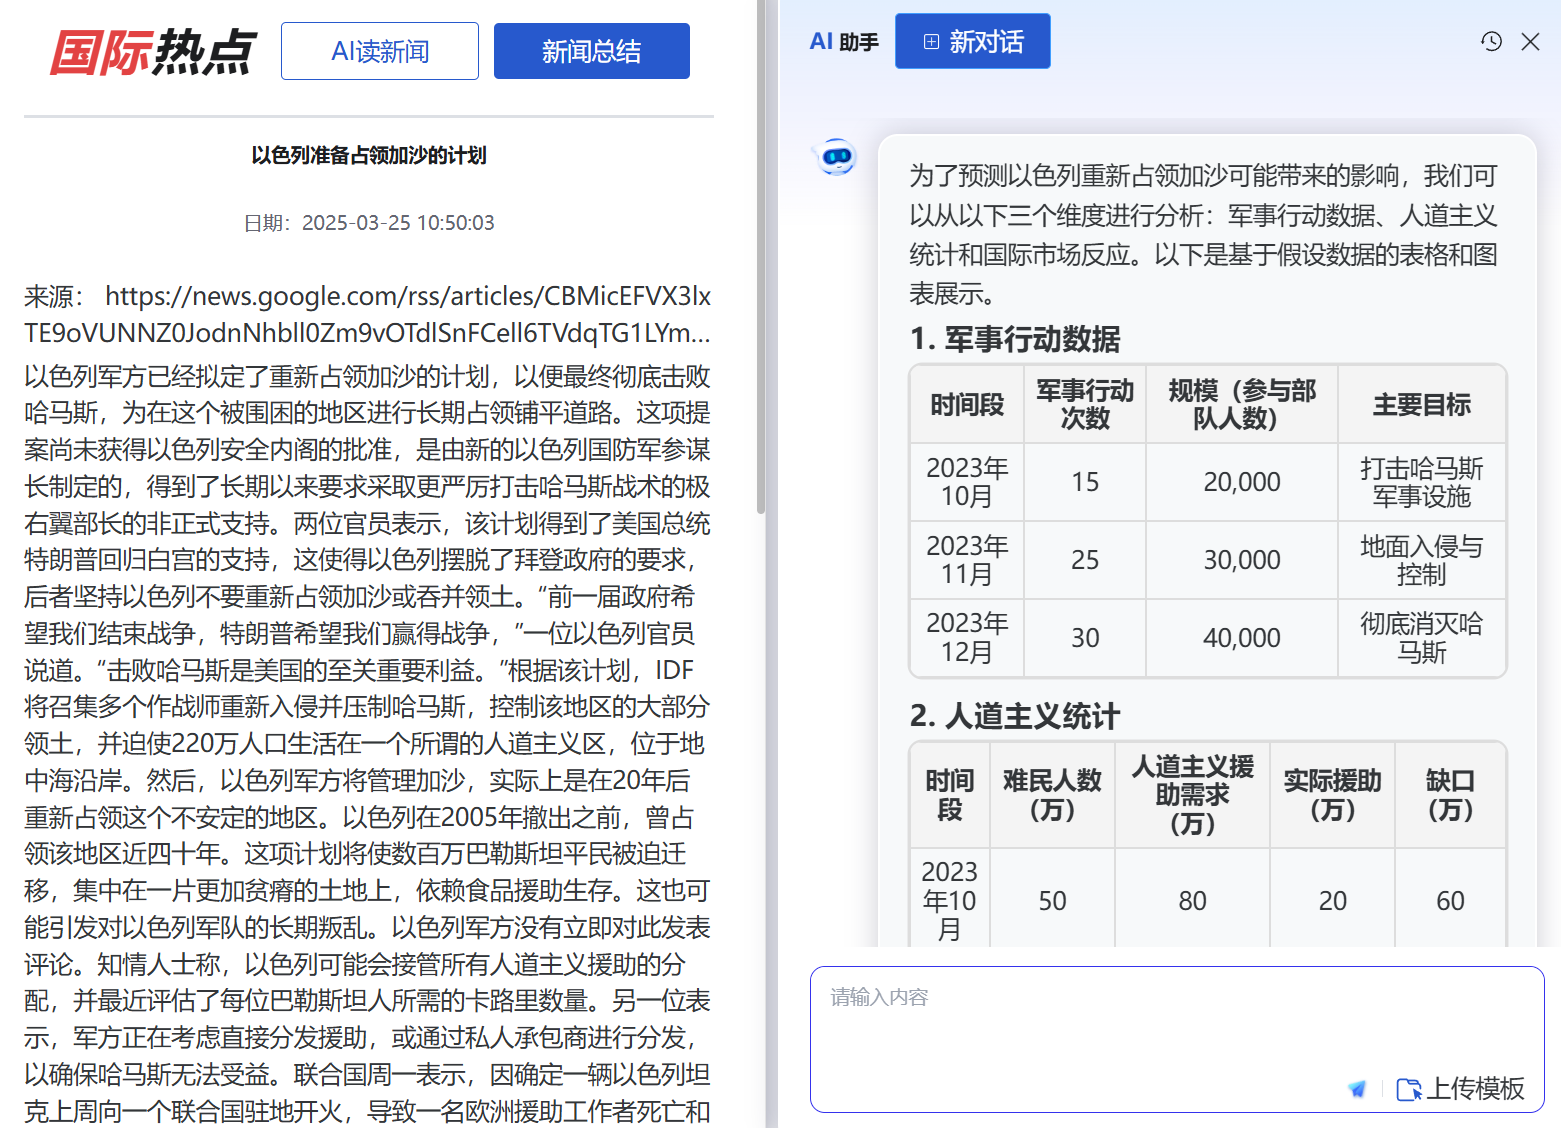 国际热点
AI读新闻
新闻总结
以色列准备占领加沙的计划
日期：2025-03-25 10:50:03
来源： https://news.google.com/rss/articles/CBMicEFVX3lx
TE9oVUNNZ0JodnNhbll0Zm9vOTdlSnFCell6TVdqTG1LYm...
以色列军方已经拟定了重新占领加沙的计划，以便最终彻底击败
哈马斯，为在这个被围困的地区进行长期占领铺平道路。这项提
案尚未获得以色列安全内阁的批准，是由新的以色列国防军参谋
长制定的，得到了长期以来要求采取更严厉打击哈马斯战术的极
右翼部长的非正式支持。两位官员表示，该计划得到了美国总统
特朗普回归白宫的支持，这使得以色列摆脱了拜登政府的要求，
后者坚持以色列不要重新占领加沙或吞并领土。“前一届政府希
望我们结束战争，特朗普希望我们赢得战争，”一位以色列官员
说道。“击败哈马斯是美国的至关重要利益。”根据该计划，IDF
将召集多个作战师重新入侵并压制哈马斯，控制该地区的大部分
领土，并迫使220万人口生活在一个所谓的人道主义区，位于地
中海沿岸。然后，以色列军方将管理加沙，实际上是在20年后
重新占领这个不安定的地区。以色列在2005年撤出之前，曾占
领该地区近四十年。这项计划将使数百万巴勒斯坦平民被迫迁
移，集中在一片更加贫瘠的土地上，依赖食品援助生存。这也可
能引发对以色列军队的长期叛乱。以色列军方没有立即对此发表
评论。知情人士称，以色列可能会接管所有人道主义援助的分
配，并最近评估了每位巴勒斯坦人所需的卡路里数量。另一位表
示，军方正在考虑直接分发援助，或通过私人承包商进行分发，
以确保哈马斯无法受益。联合国周一表示，因确定一辆以色列坦
克上周向一个联合国驻地开火，导致一名欧洲援助工作者死亡和
AI 助手
新对话
为了预测以色列重新占领加沙可能带来的影响，我们可
以从以下三个维度进行分析：军事行动数据、人道主义
统计和国际市场反应。以下是基于假设数据的表格和图
表展示。
1. 军事行动数据
时间段 军事行动次数 规模（参与部队人数） 主要目标
2023年10月 15 20,000 打击哈马斯军事设施
2023年11月 25 30,000 地面入侵与控制
2023年12月 30 40,000 彻底消灭哈马斯
2. 人道主义统计
时间段 难民人数（万） 人道主义援助需求（万） 实际援助（万） 缺口（万）
2023年10月 50 80 20 60
请输入内容
上传模板